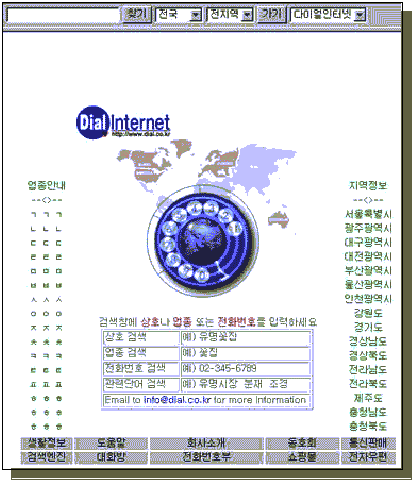 찾기 전국 전지역 가기 다이얼인터넷
Dial Internet
http://www.dial.co.kr
업종안내
--<>--
ㄱ ㄱ ㄱ
ㄴ ㄴ ㄴ
ㄷ ㄷ ㄷ
ㄹ ㄹ ㄹ
ㅁ ㅁ ㅁ
ㅂ ㅂ ㅂ
ㅅ ㅅ ㅅ
ㅇ ㅇ ㅇ
ㅈ ㅈ ㅈ
ㅊ ㅊ ㅊ
ㅋ ㅋ ㅋ
ㅌ ㅌ ㅌ
ㅍ ㅍ ㅍ
ㅎ ㅎ ㅎ
지역정보
--<>--
서울특별시
광주광역시
대구광역시
대전광역시
부산광역시
울산광역시
인천광역시
강원도
경기도
경상남도
경상북도
전라남도
전라북도
제주도
충청남도
충청북도
검색창에 상호나 업종 또는 전화번호를 입력하세요
상호 검색 예) 유명꽃집
업종 검색 예) 꽃집
전화번호 검색 예) 02-345-6789
관련단어 검색 예) 유명시장 분재 조경
Email to info@dial.co.kr for more Information
생활정보 도움말 회사소개 동호회 통신판매
검색엔진 대화방 전화번호부 쇼핑몰 전자우편